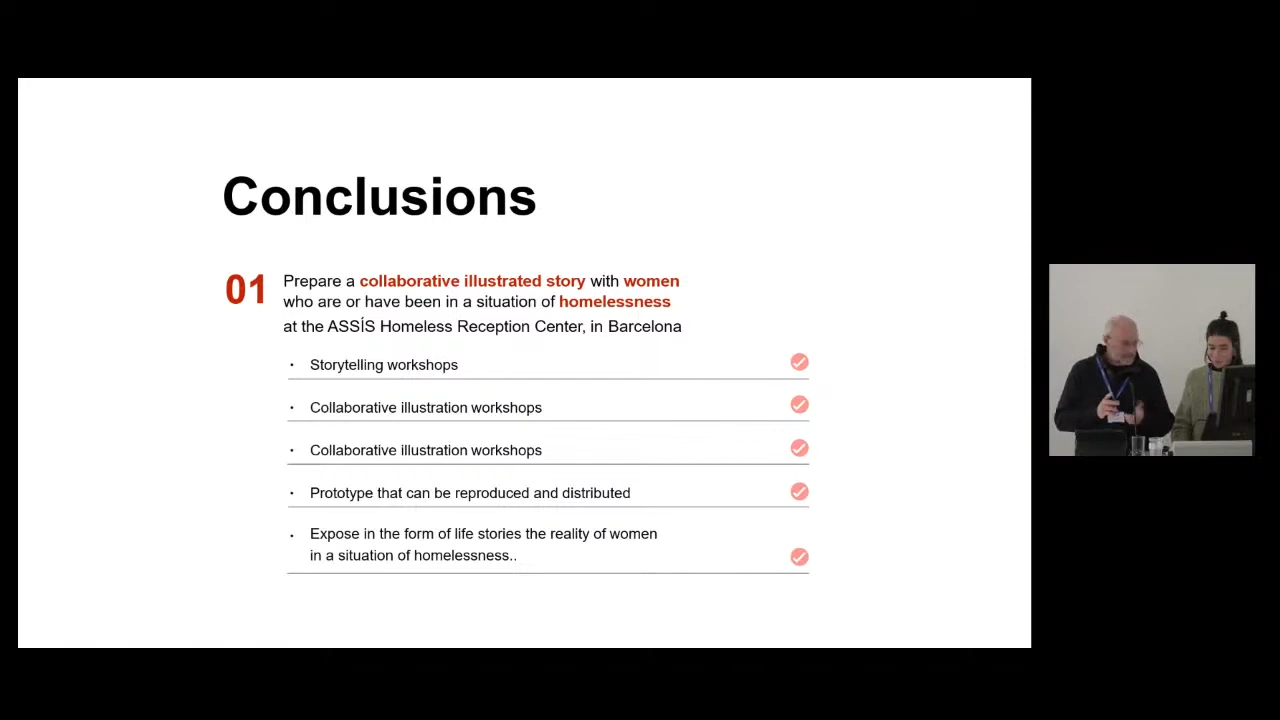 Conclusions
01
Prepare a collaborative illustrated story with women
who are or have been in a situation of homelessness
at the ASSÍS Homeless Reception Center, in Barcelona
· Storytelling workshops
· Collaborative illustration workshops
· Collaborative illustration workshops
· Prototype that can be reproduced and distributed
· Expose in the form of life stories the reality of women
in a situation of homelessness..